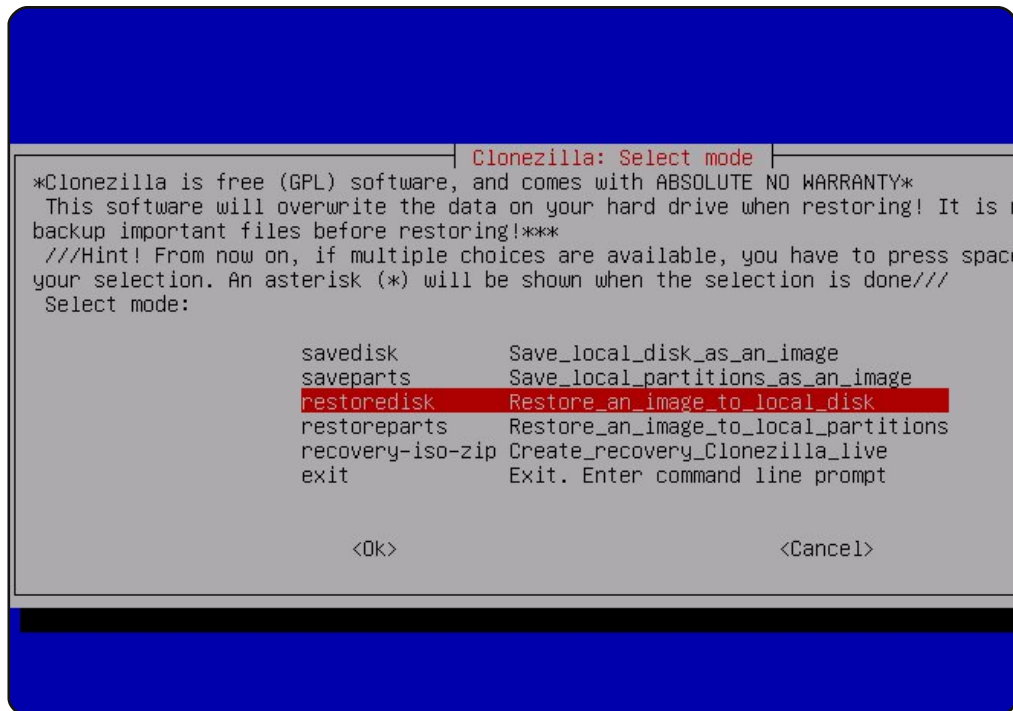 Clonezilla: Select mode
*Clonezilla is free (GPL) software, and comes with ABSOLUTE NO WARRANTY*
This software will overwrite the data on your hard drive when restoring! It is
backup important files before restoring!***
///Hint! From now on, if multiple choices are available, you have to press
your selection. An asterisk (*) will be shown when the selection is done///
Select mode:
savedisk Save_local_disk_as_an_image
saveparts Save_local_partitions_as_an_image
restoredisk Restore_an_image_to_local_disk
restoreparts Restore_an_image_to_local_partitions
recovery-iso-zip Create_recovery_Clonezilla_live
exit Exit. Enter command line prompt
<Ok> <Cancel>